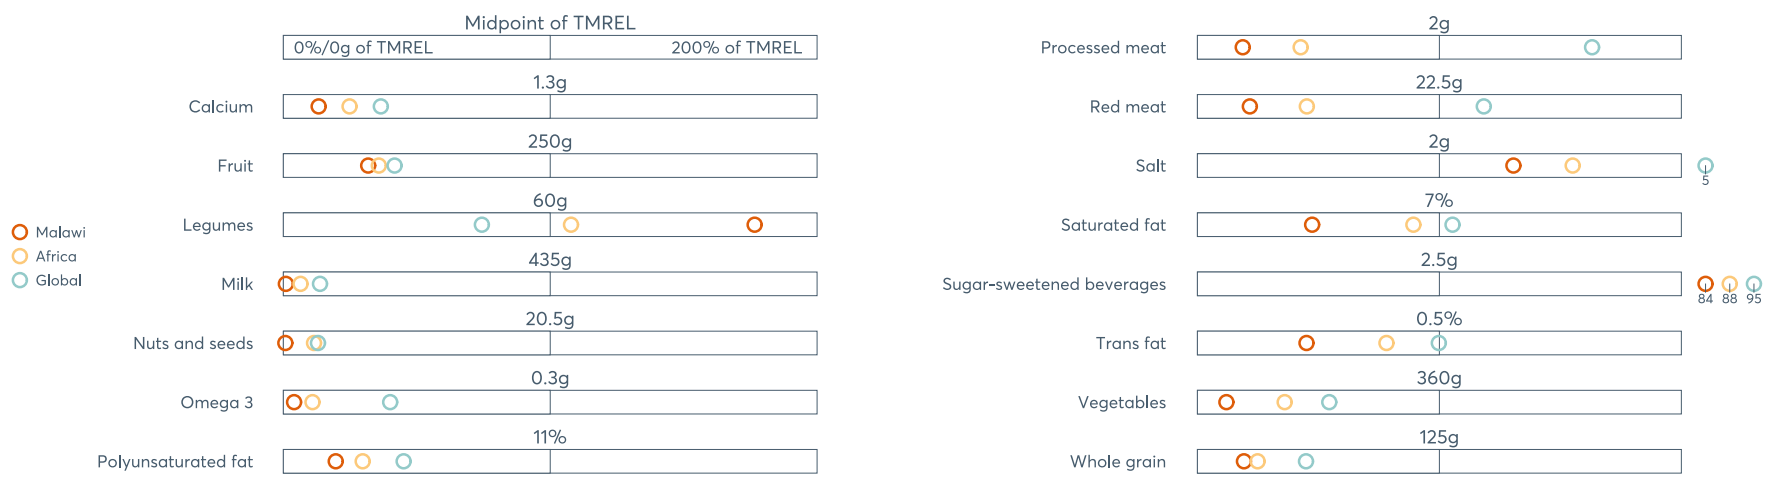 Midpoint of TMREL
0%/0g of TMREL 200% of TMREL
1.3g
Calcium
250g
Fruit
60g
Legumes
435g
Milk
20.5g
Nuts and seeds
0.3g
Omega 3
11%
Polyunsaturated fat
Malawi
Africa
Global
2g
Processed meat
22.5g
Red meat
2g
Salt
5
7%
Saturated fat
2.5g
Sugar-sweetened beverages
84 88 95
0.5%
Trans fat
360g
Vegetables
125g
Whole grain